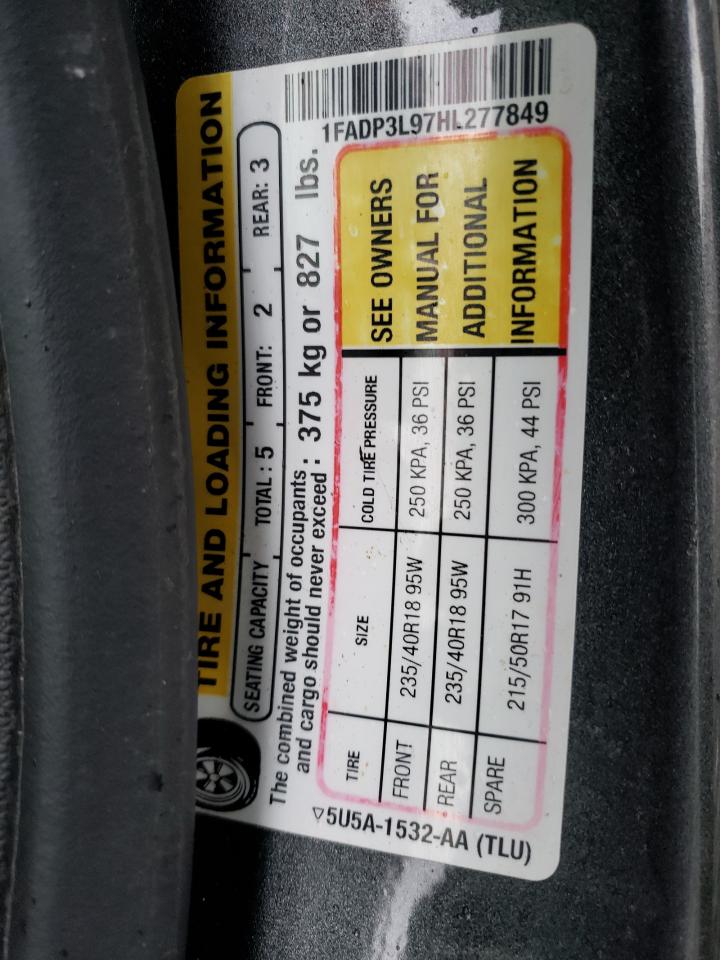 1FADP3L97HL277849
TIRE AND LOADING INFORMATION
SEATING CAPACITY TOTAL : 5 FRONT: 2 REAR: 3
The combined weight of occupants
and cargo should never exceed : 375 kg or 827 lbs.
TIRE SIZE COLD TIRE PRESSURE
FRONT 235/40R18 95W 250 KPA, 36 PSI
REAR 235/40R18 95W 250 KPA, 36 PSI
SPARE 215/50R17 91H 300 KPA, 44 PSI
SEE OWNERS
MANUAL FOR
ADDITIONAL
INFORMATION
▽5U5A-1532-AA (TLU)